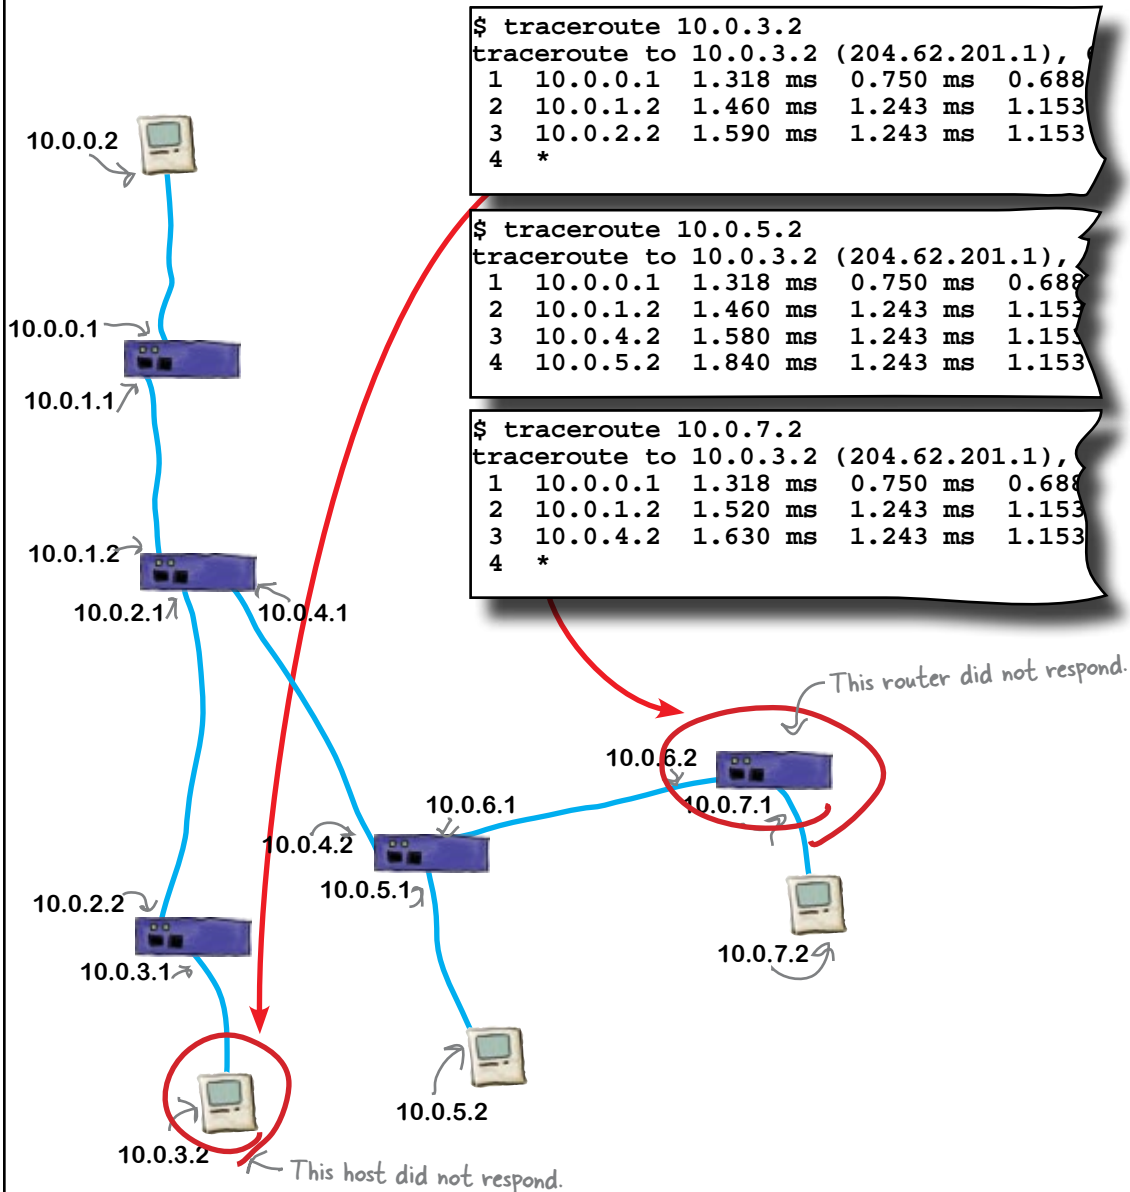 $ traceroute 10.0.3.2
traceroute to 10.0.3.2 (204.62.201.1),
1 10.0.0.1 1.318 ms 0.750 ms 0.688
2 10.0.1.2 1.460 ms 1.243 ms 1.153
3 10.0.2.2 1.590 ms 1.243 ms 1.153
4 *
$ traceroute 10.0.5.2
traceroute to 10.0.3.2 (204.62.201.1),
1 10.0.0.1 1.318 ms 0.750 ms 0.688
2 10.0.1.2 1.460 ms 1.243 ms 1.153
3 10.0.4.2 1.580 ms 1.243 ms 1.153
4 10.0.5.2 1.840 ms 1.243 ms 1.153
$ traceroute 10.0.7.2
traceroute to 10.0.3.2 (204.62.201.1),
1 10.0.0.1 1.318 ms 0.750 ms 0.688
2 10.0.1.2 1.520 ms 1.243 ms 1.153
3 10.0.4.2 1.630 ms 1.243 ms 1.153
4 *
10.0.0.2
10.0.0.1
10.0.1.1
10.0.1.2
10.0.2.1
10.0.4.1
This router did not respond.
10.0.6.2
10.0.7.1
10.0.6.1
10.0.4.2
10.0.5.1
10.0.2.2
10.0.3.1
10.0.7.2
10.0.5.2
10.0.3.2
This host did not respond.